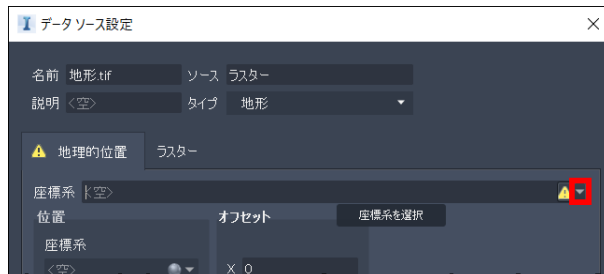 データ ソース設定
名前 地形.tif ソース ラスター
説明 <空> タイプ 地形
地理的位置 ラスター
座標系 <空>
座標系を選択
位置 オフセット
座標系
<空> X 0